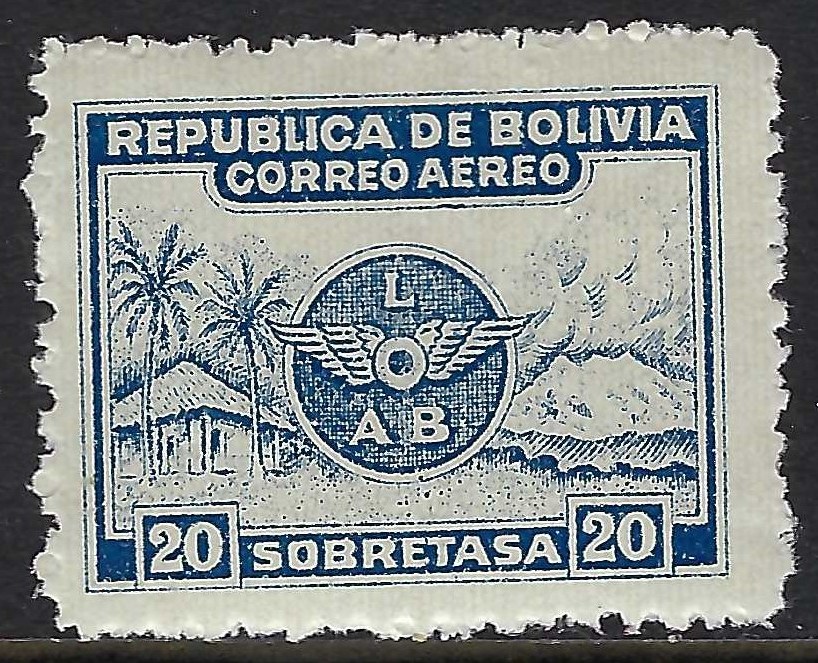 REPUBLICA DE BOLIVIA
CORREO AEREO
L
A B
20 SOBRETASA 20